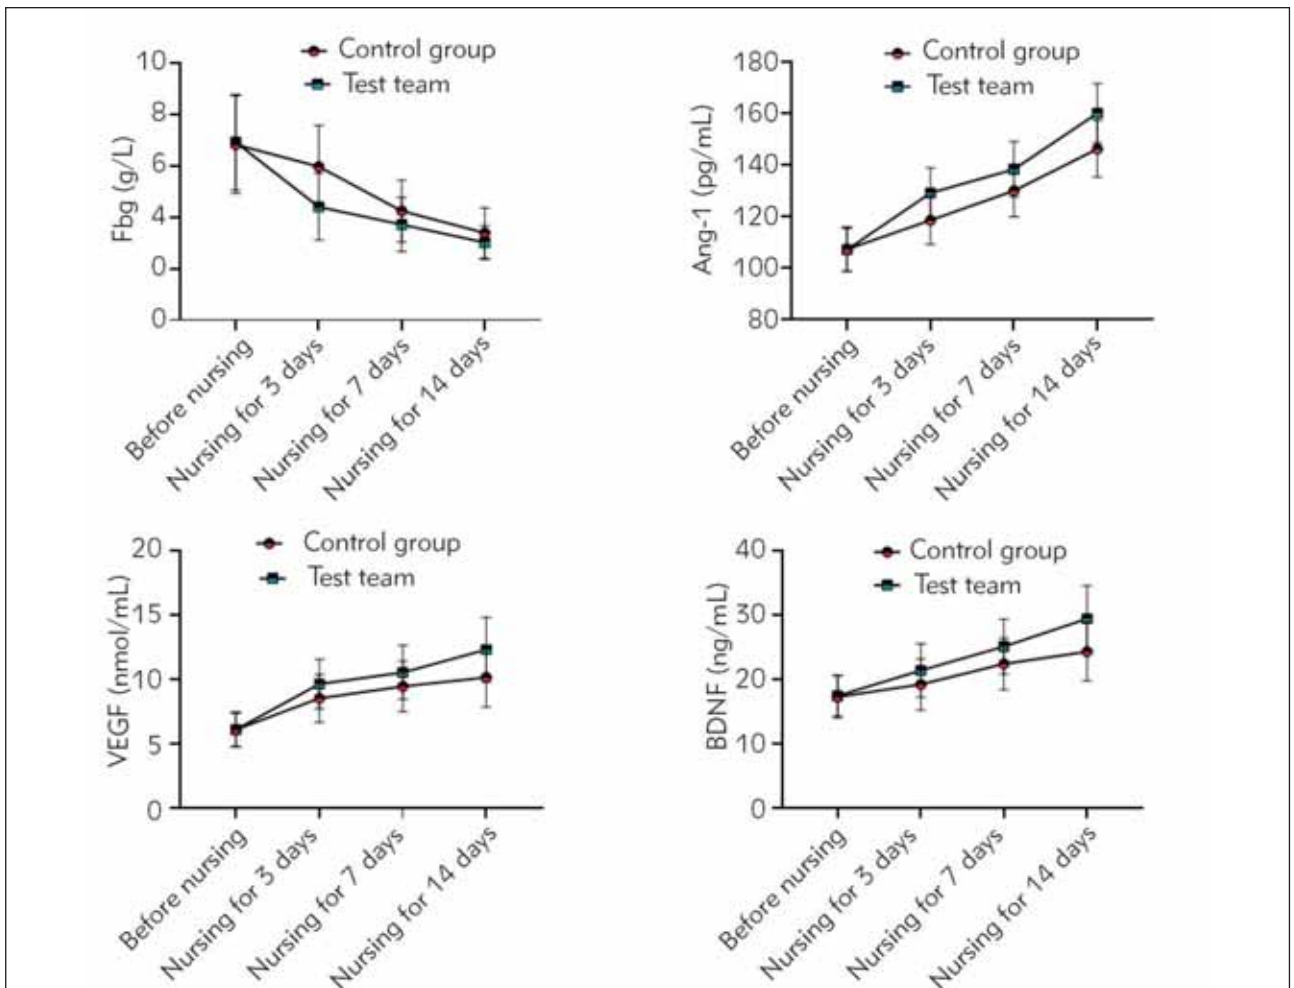 Control group
Test team
Fbg (g/L)
10
8
6
4
0
0
Before nursing
Nursing for 3 days
Nursing for 7 days
Nursing for 14 days
Control group
Test team
Ang-1 (pg/mL)
180
160
140
120
100
80
Before nursing
Nursing for 3 days
Nursing for 7 days
Nursing for 14 days
Control group
Test team
VEGF (nmol/mL)
20
15
10
5
0
Before nursing
Nursing for 3 days
Nursing for 7 days
Nursing for 14 days
Control group
Test team
BDNF (ng/mL)
40
30
20
10
0
Before nursing
Nursing for 3 days
Nursing for 7 days
Nursing for 14 days